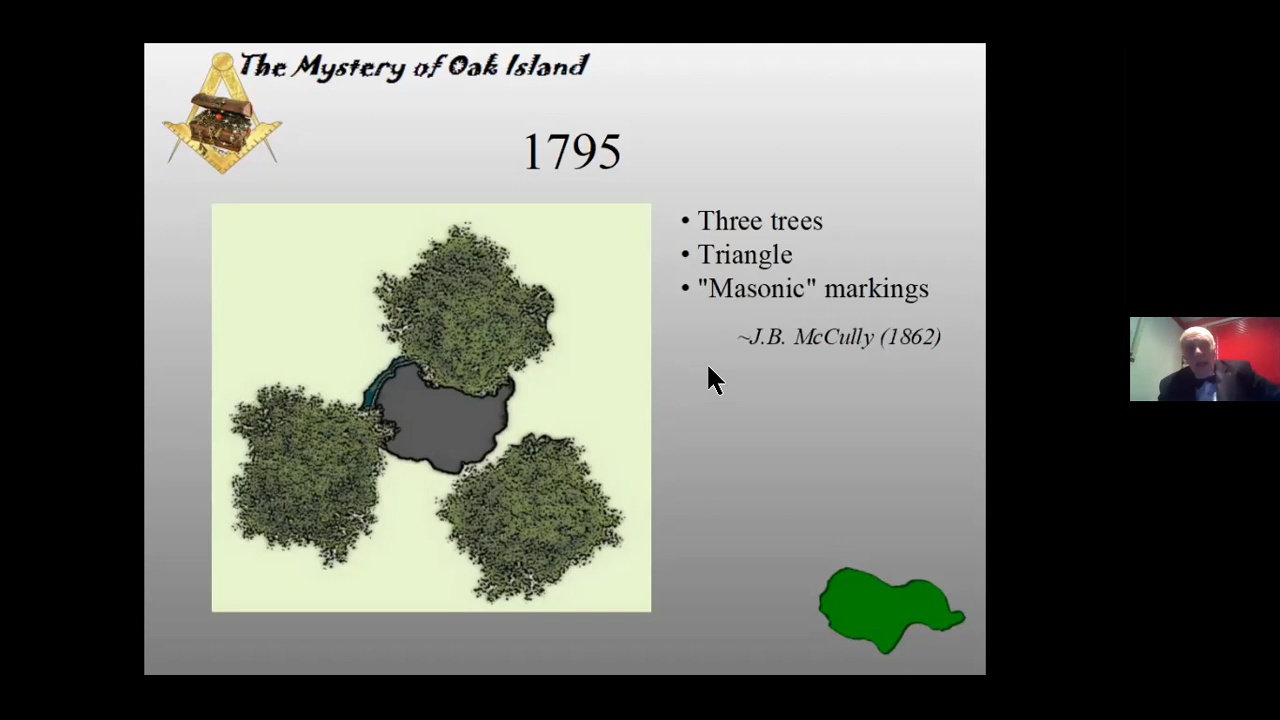 The Mystery of Oak Island
1795
• Three trees
• Triangle
• "Masonic" markings
~J.B. McCully (1862)